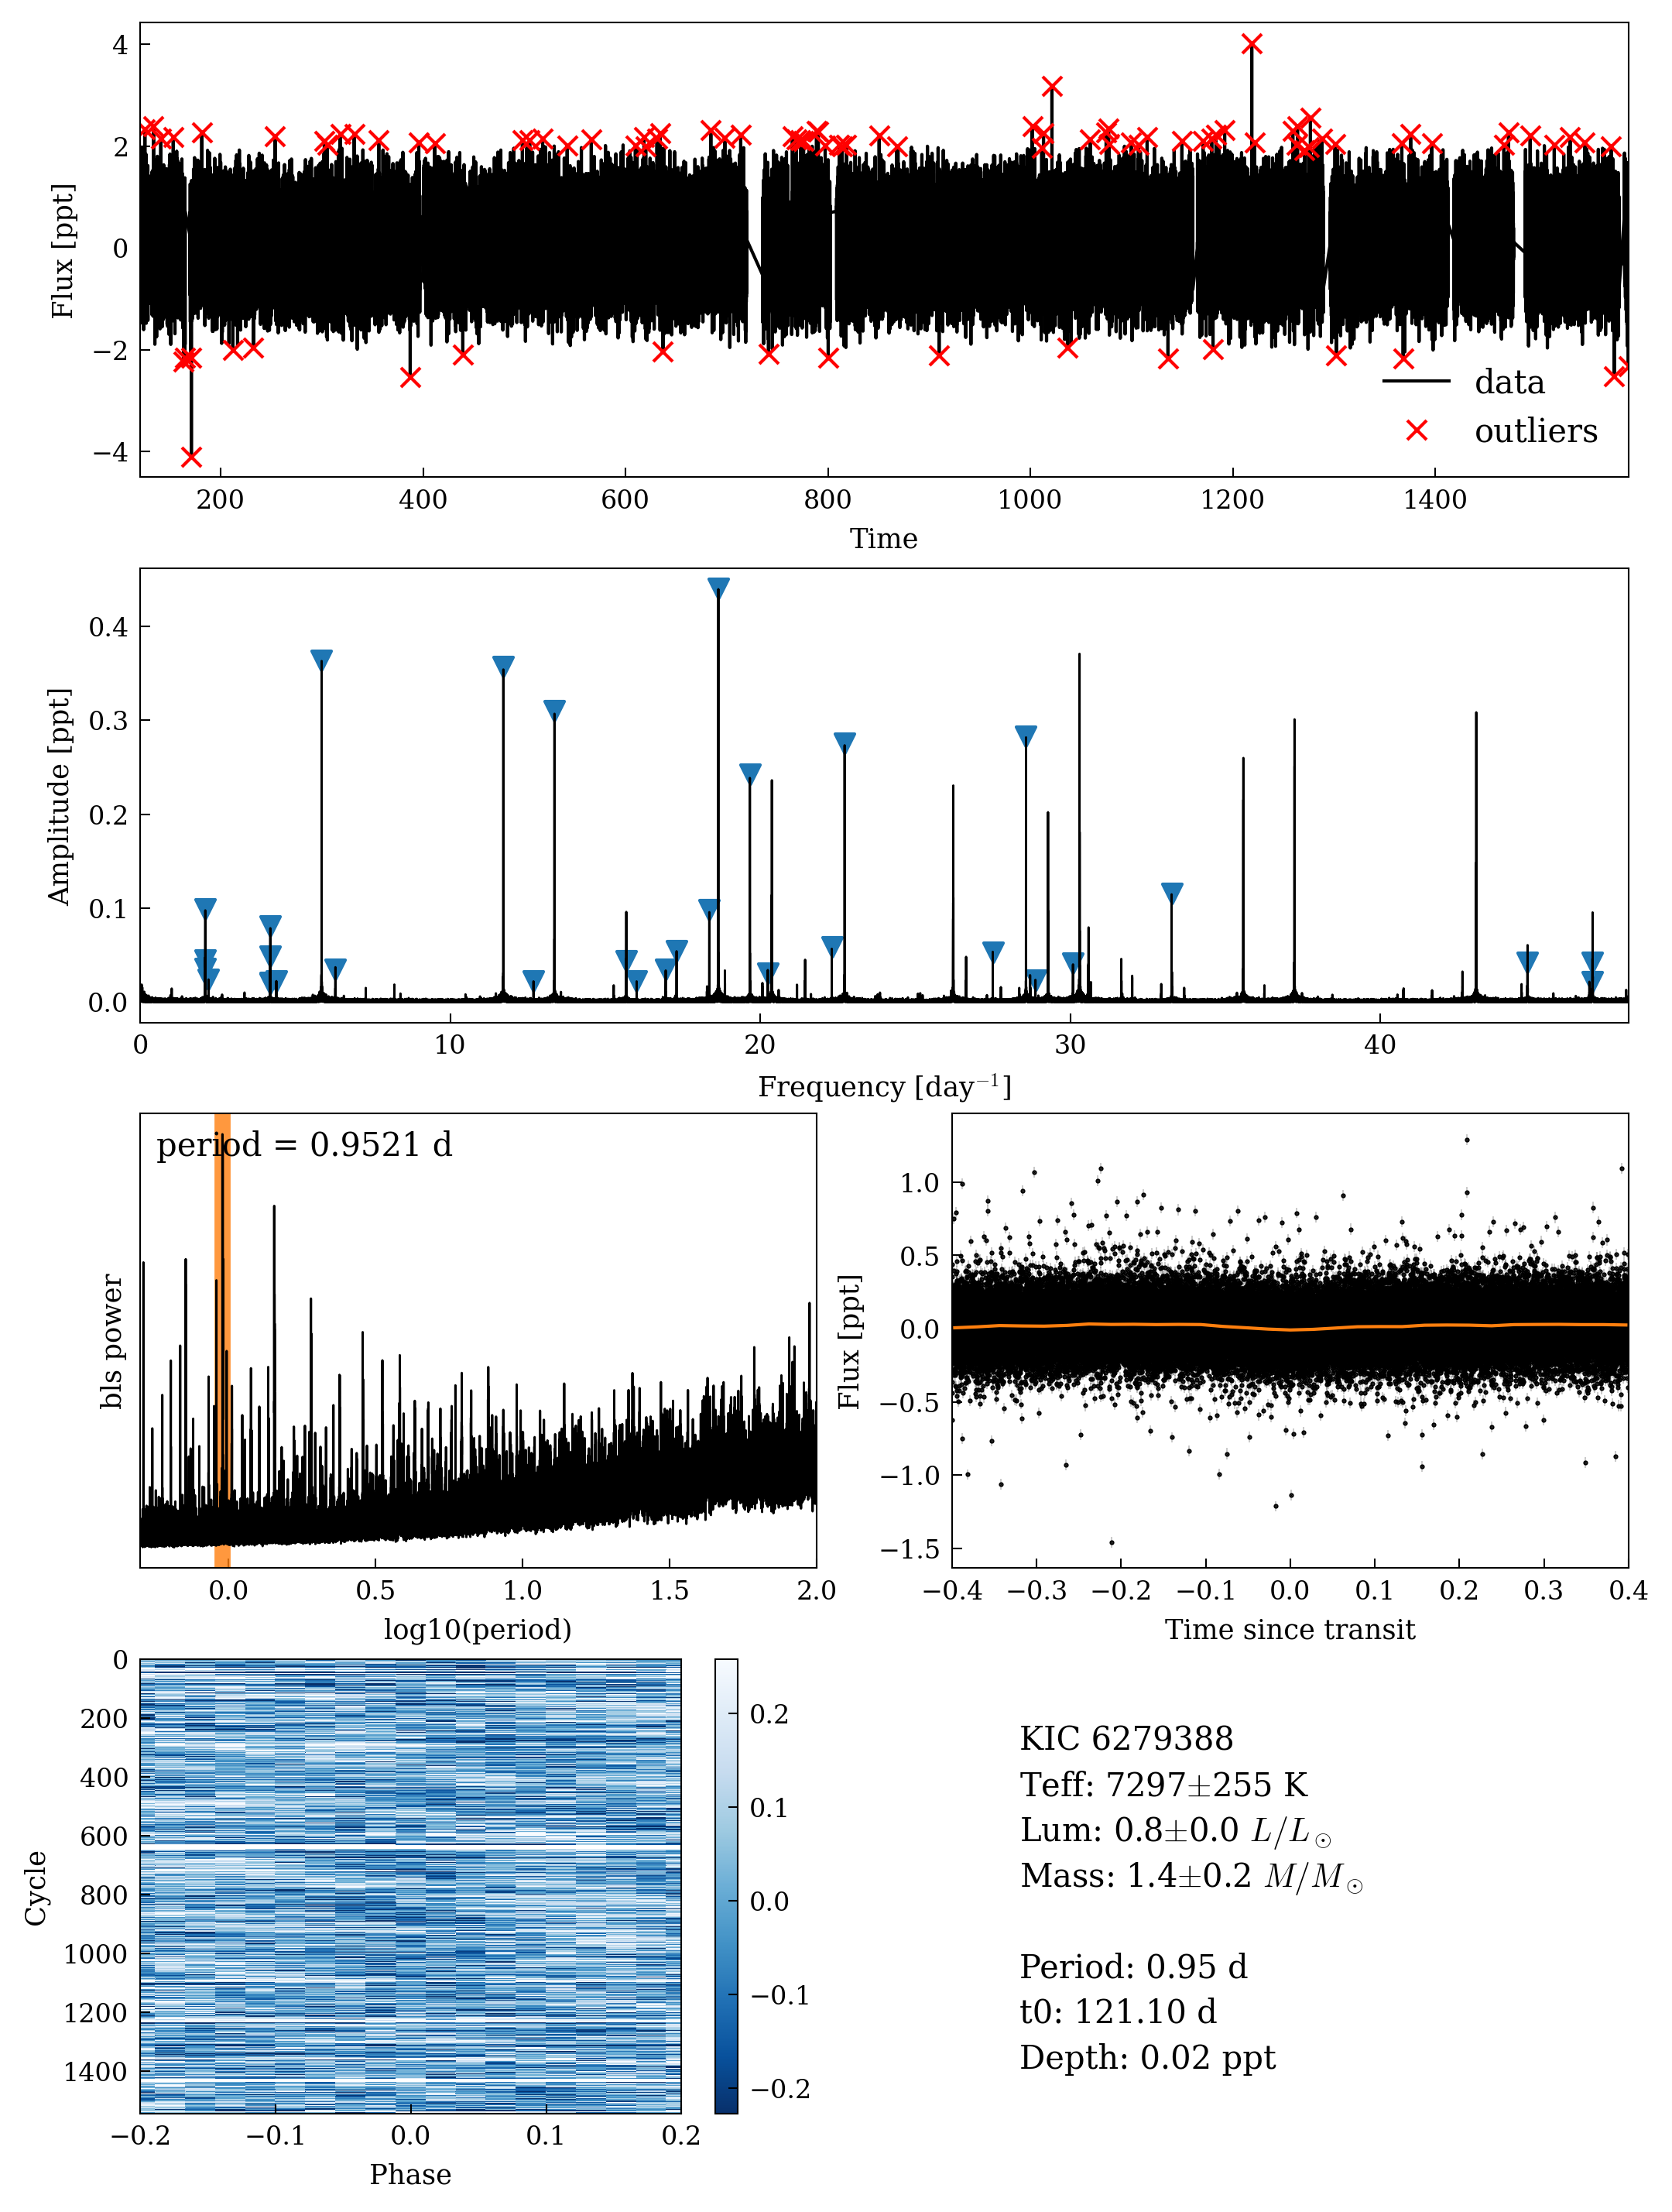 4
2
0
−2
−4
Flux [ppt]
data
outliers
200 400 600 800 1000 1200 1400
Time
0.4
0.3
0.2
0.1
0.0
Amplitude [ppt]
0 10 20 30 40
Frequency [day⁻¹]
period = 0.9521 d
bls power
0.0 0.5 1.0 1.5 2.0
log10(period)
1.0
0.5
0.0
−0.5
−1.0
−1.5
Flux [ppt]
−0.4 −0.3 −0.2 −0.1 0.0 0.1 0.2 0.3 0.4
Time since transit
0
200
400
600
800
1000
1200
1400
Cycle
−0.2 −0.1 0.0 0.1 0.2
Phase
0.2
0.1
0.0
−0.1
−0.2
KIC 6279388
Teff: 7297±255 K
Lum: 0.8±0.0 L/L⊙
Mass: 1.4±0.2 M/M⊙
Period: 0.95 d
t0: 121.10 d
Depth: 0.02 ppt